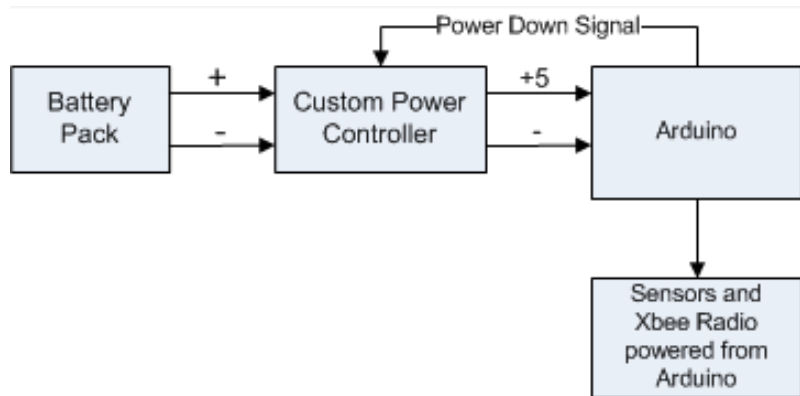 Power Down Signal
Battery
Pack
+
-
Custom Power
Controller
+5
-
Arduino
Sensors and
Xbee Radio
powered from
Arduino